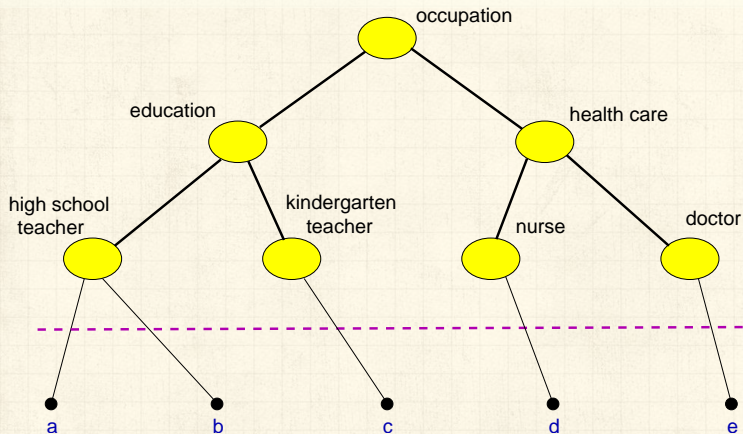 occupation
education
health care
high school
teacher
kindergarten
teacher
nurse
doctor
a
b
c
d
e